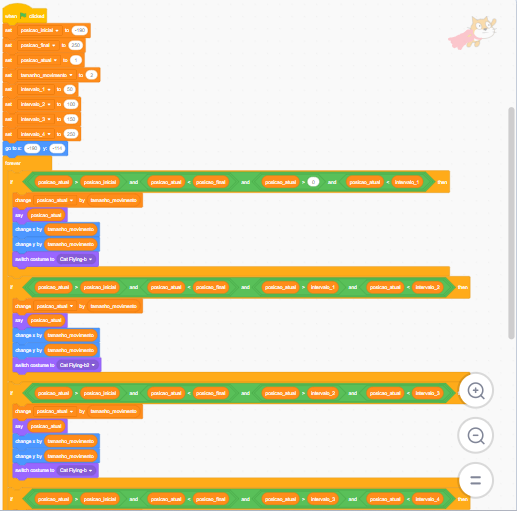 when clicked
set posicao_inicial to -190
set posicao_final to 250
set posicao_atual to 1
set tamanho_movimento to 2
set intervalo_1 to 50
set intervalo_2 to 100
set intervalo_3 to 150
set intervalo_4 to 250
go to x: -190 y:
forever
if posicao_atual > posicao_inicial and posicao_atual < posicao_final and posicao_atual > 0 and posicao_atual < intervalo_1 then
change posicao_atual by tamanho_movimento
say posicao_atual
change x by tamanho_movimento
change y by tamanho_movimento
switch costume to Cat Flying-b
if posicao_atual > posicao_inicial and posicao_atual < posicao_final and posicao_atual > intervalo_1 and posicao_atual < intervalo_2 then
change posicao_atual by tamanho_movimento
say posicao_atual
change x by tamanho_movimento
change y by tamanho_movimento
switch costume to Cat Flying-b2
if posicao_atual > posicao_inicial and posicao_atual < posicao_final and posicao_atual > intervalo_2 and posicao_atual < intervalo_3
change posicao_atual by tamanho_movimento
say posicao_atual
change x by tamanho_movimento
change y by tamanho_movimento
switch costume to Cat Flying-b
if posicao_atual > posicao_inicial and posicao_atual < posicao_final and posicao_atual > intervalo_3 and posicao_atual < intervalo_4 then